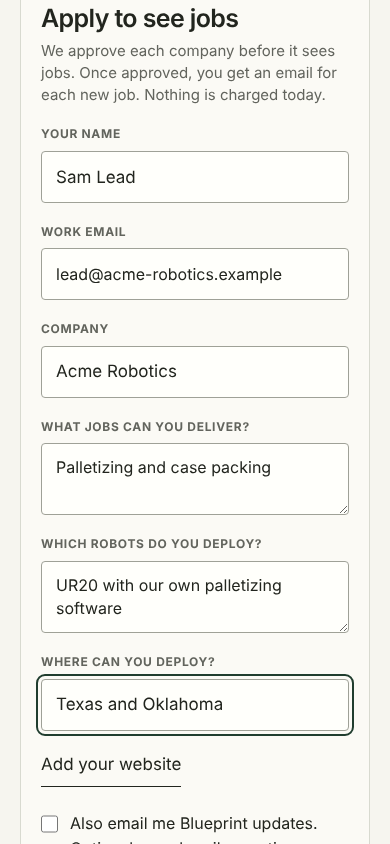 Apply to see jobs
We approve each company before it sees
jobs. Once approved, you get an email for
each new job. Nothing is charged today.
YOUR NAME
Sam Lead
WORK EMAIL
lead@acme-robotics.example
COMPANY
Acme Robotics
WHAT JOBS CAN YOU DELIVER?
Palletizing and case packing
WHICH ROBOTS DO YOU DEPLOY?
UR20 with our own palletizing
software
WHERE CAN YOU DEPLOY?
Texas and Oklahoma
Add your website
Also email me Blueprint updates.